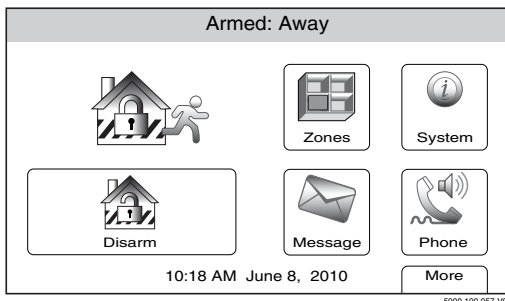 Armed: Away
Zones
System
Disarm
Message
Phone
10:18 AM June 8, 2010
More